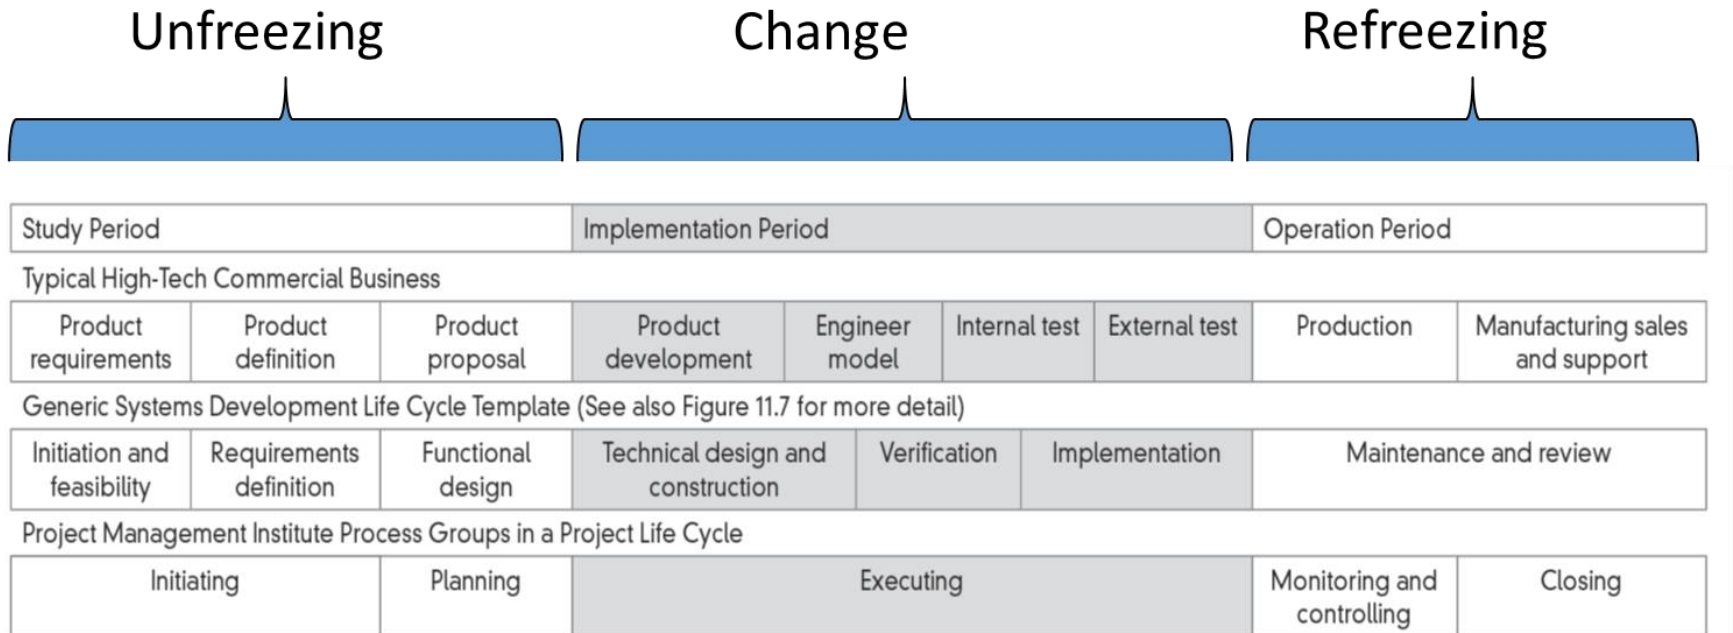 Unfreezing Change Refreezing
Study Period Implementation Period Operation Period
Typical High-Tech Commercial Business
Product requirements Product definition Product proposal Product development Engineer model Internal test External test Production Manufacturing sales and support
Generic Systems Development Life Cycle Template (See also Figure 11.7 for more detail)
Initiation and feasibility Requirements definition Functional design Technical design and construction Verification Implementation Maintenance and review
Project Management Institute Process Groups in a Project Life Cycle
Initiating Planning Executing Monitoring and controlling Closing